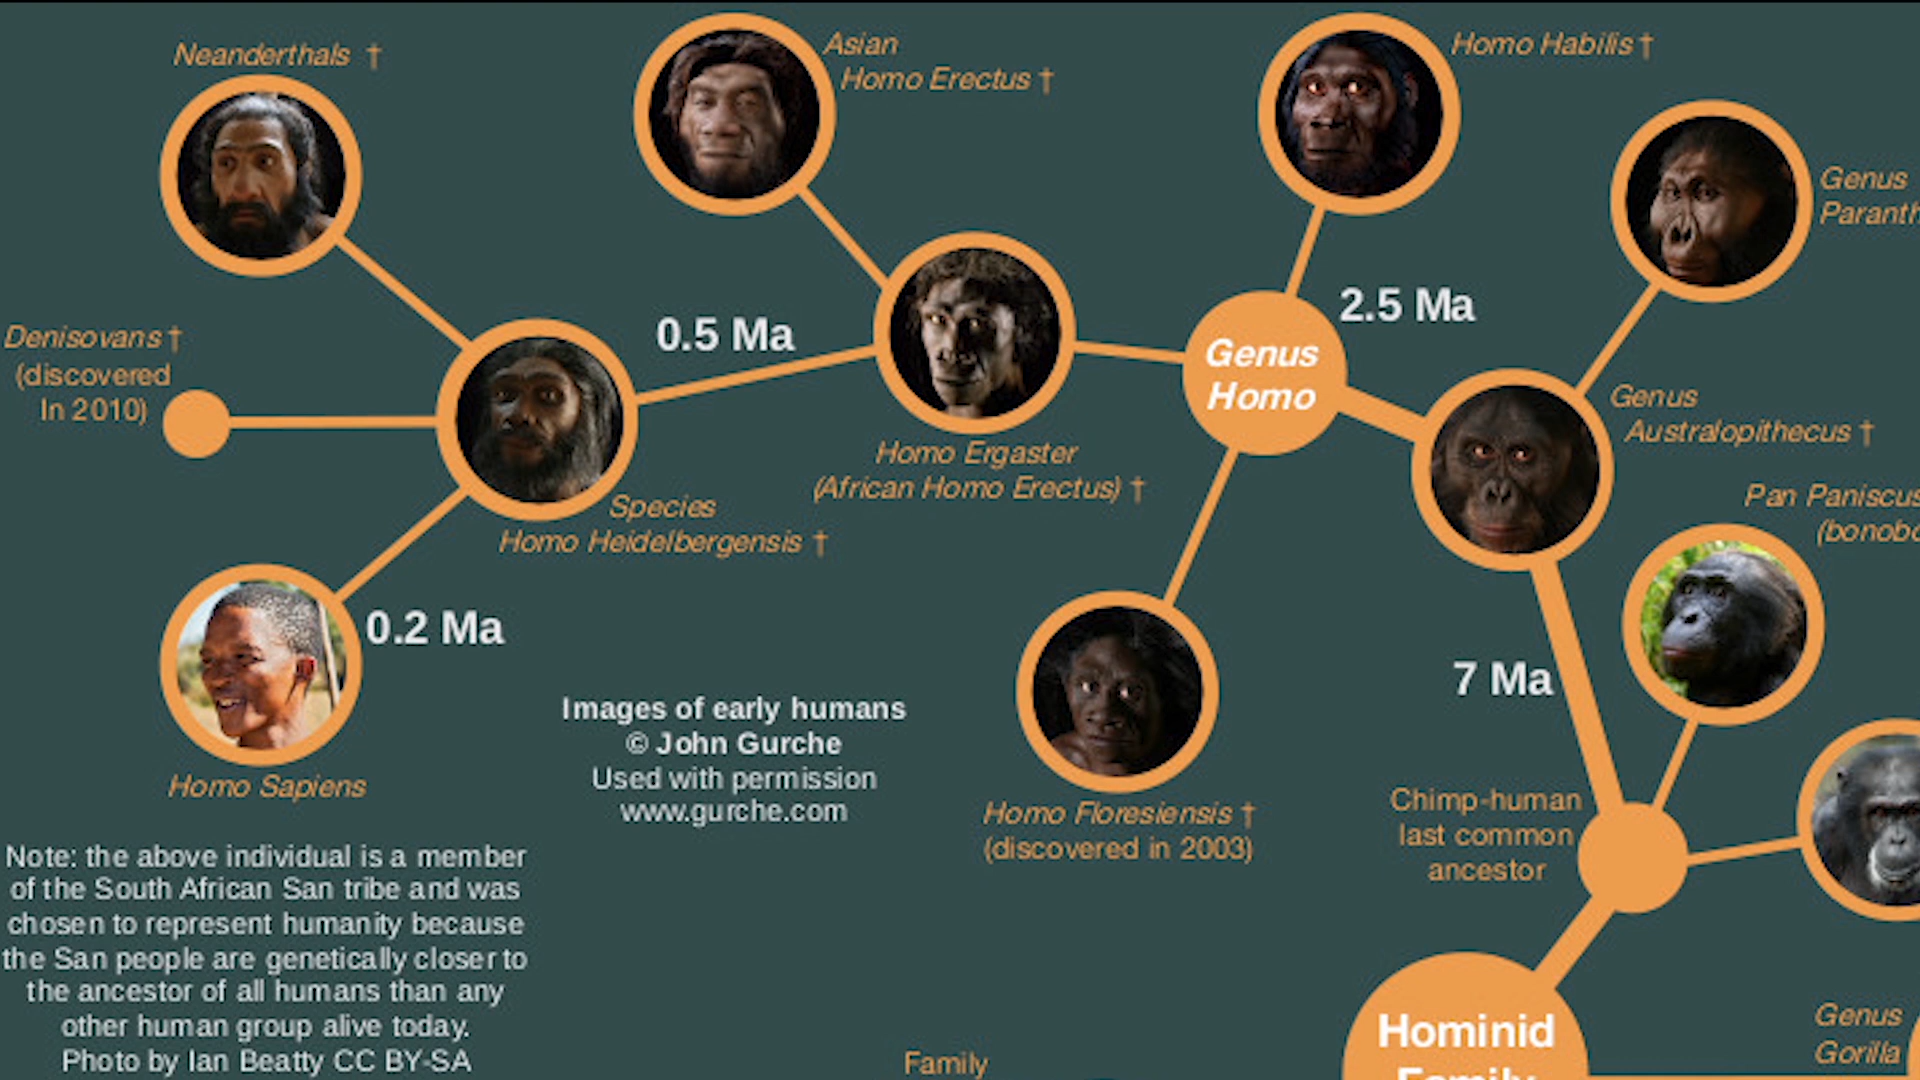 Neanderthals †
Asian
Homo Erectus †
Homo Habilis †
Genus
Denisovans †
(discovered
In 2010)
0.5 Ma
2.5 Ma
Genus
Homo
Genus
Australopithecus †
Homo Ergaster
(African Homo Erectus) †
Species
Homo Heidelbergensis †
Pan Paniscus
0.2 Ma
7 Ma
Homo Sapiens
Images of early humans
© John Gurche
Used with permission
www.gurche.com
Homo Floresiensis †
(discovered in 2003)
Chimp-human
last common
ancestor
Note: the above individual is a member
of the South African San tribe and was
chosen to represent humanity because
the San people are genetically closer to
the ancestor of all humans than any
other human group alive today.
Photo by Ian Beatty CC BY-SA
Family
Hominid
Family
Genus
Gorilla